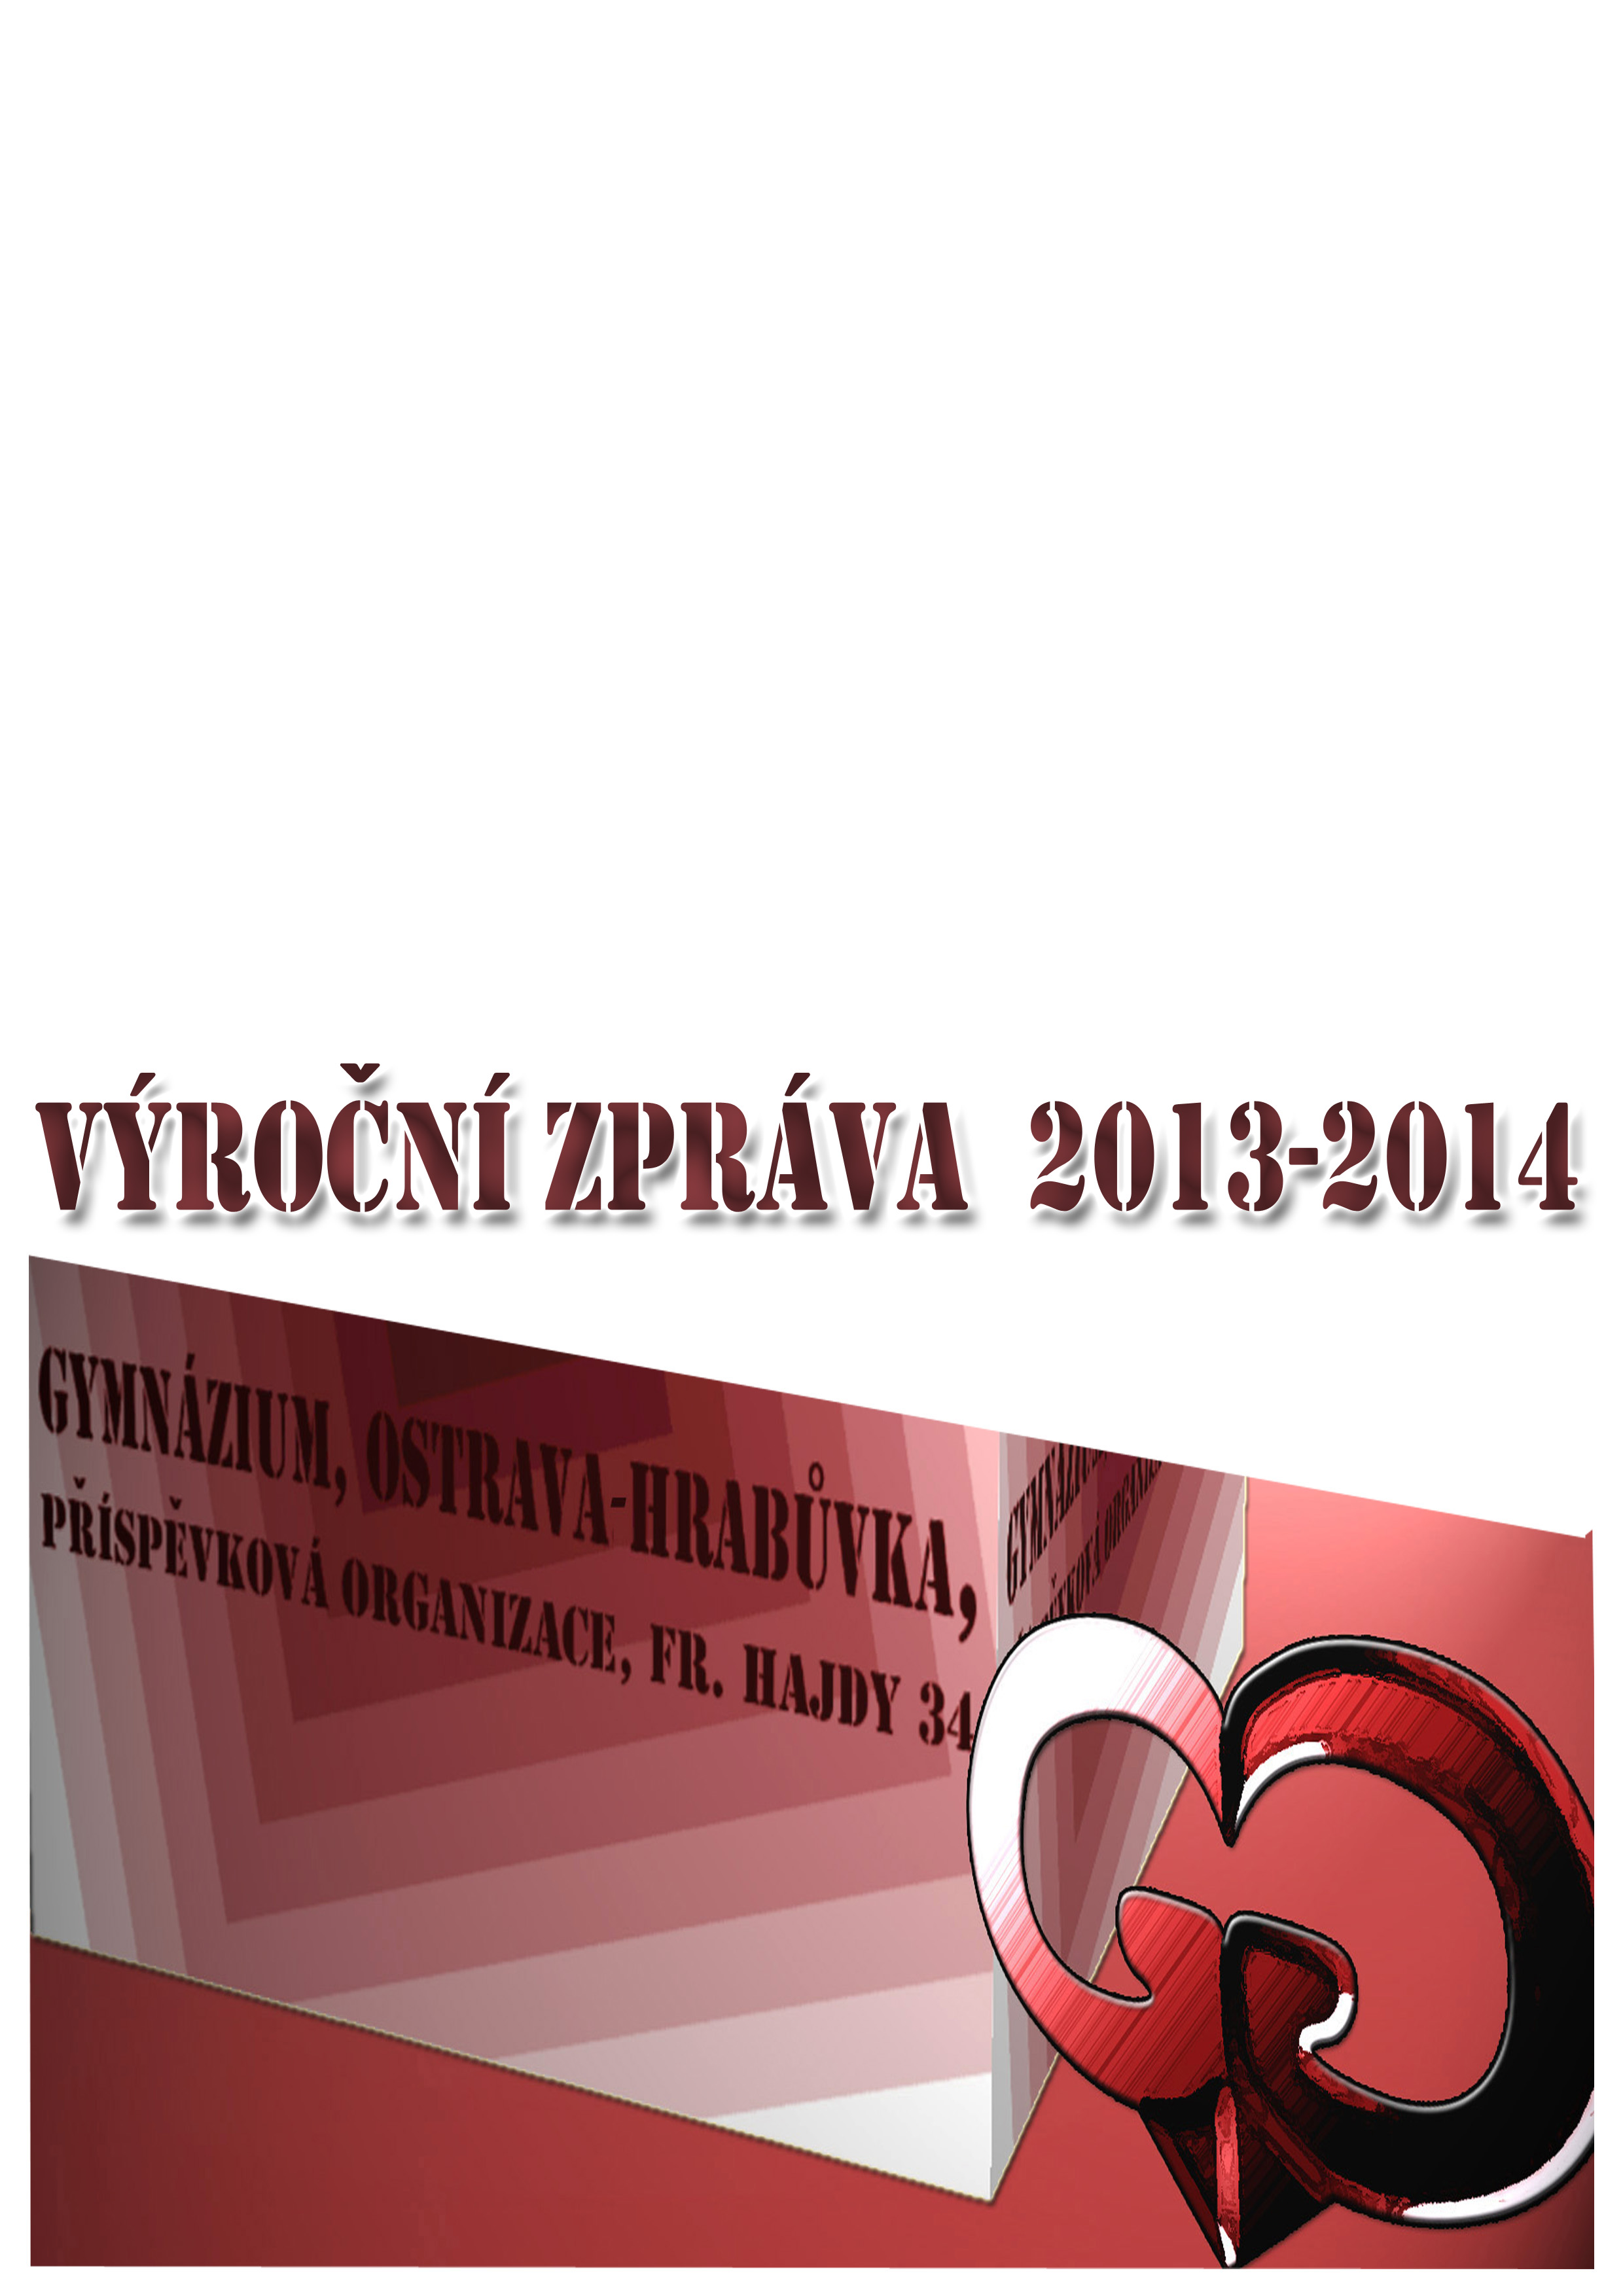 VÝROČNÍ ZPRÁVA 2013-2014
GYMNÁZIUM, OSTRAVA-HRABŮVKA,
PŘÍSPĚVKOVÁ ORGANIZACE, FR. HAJDY 34